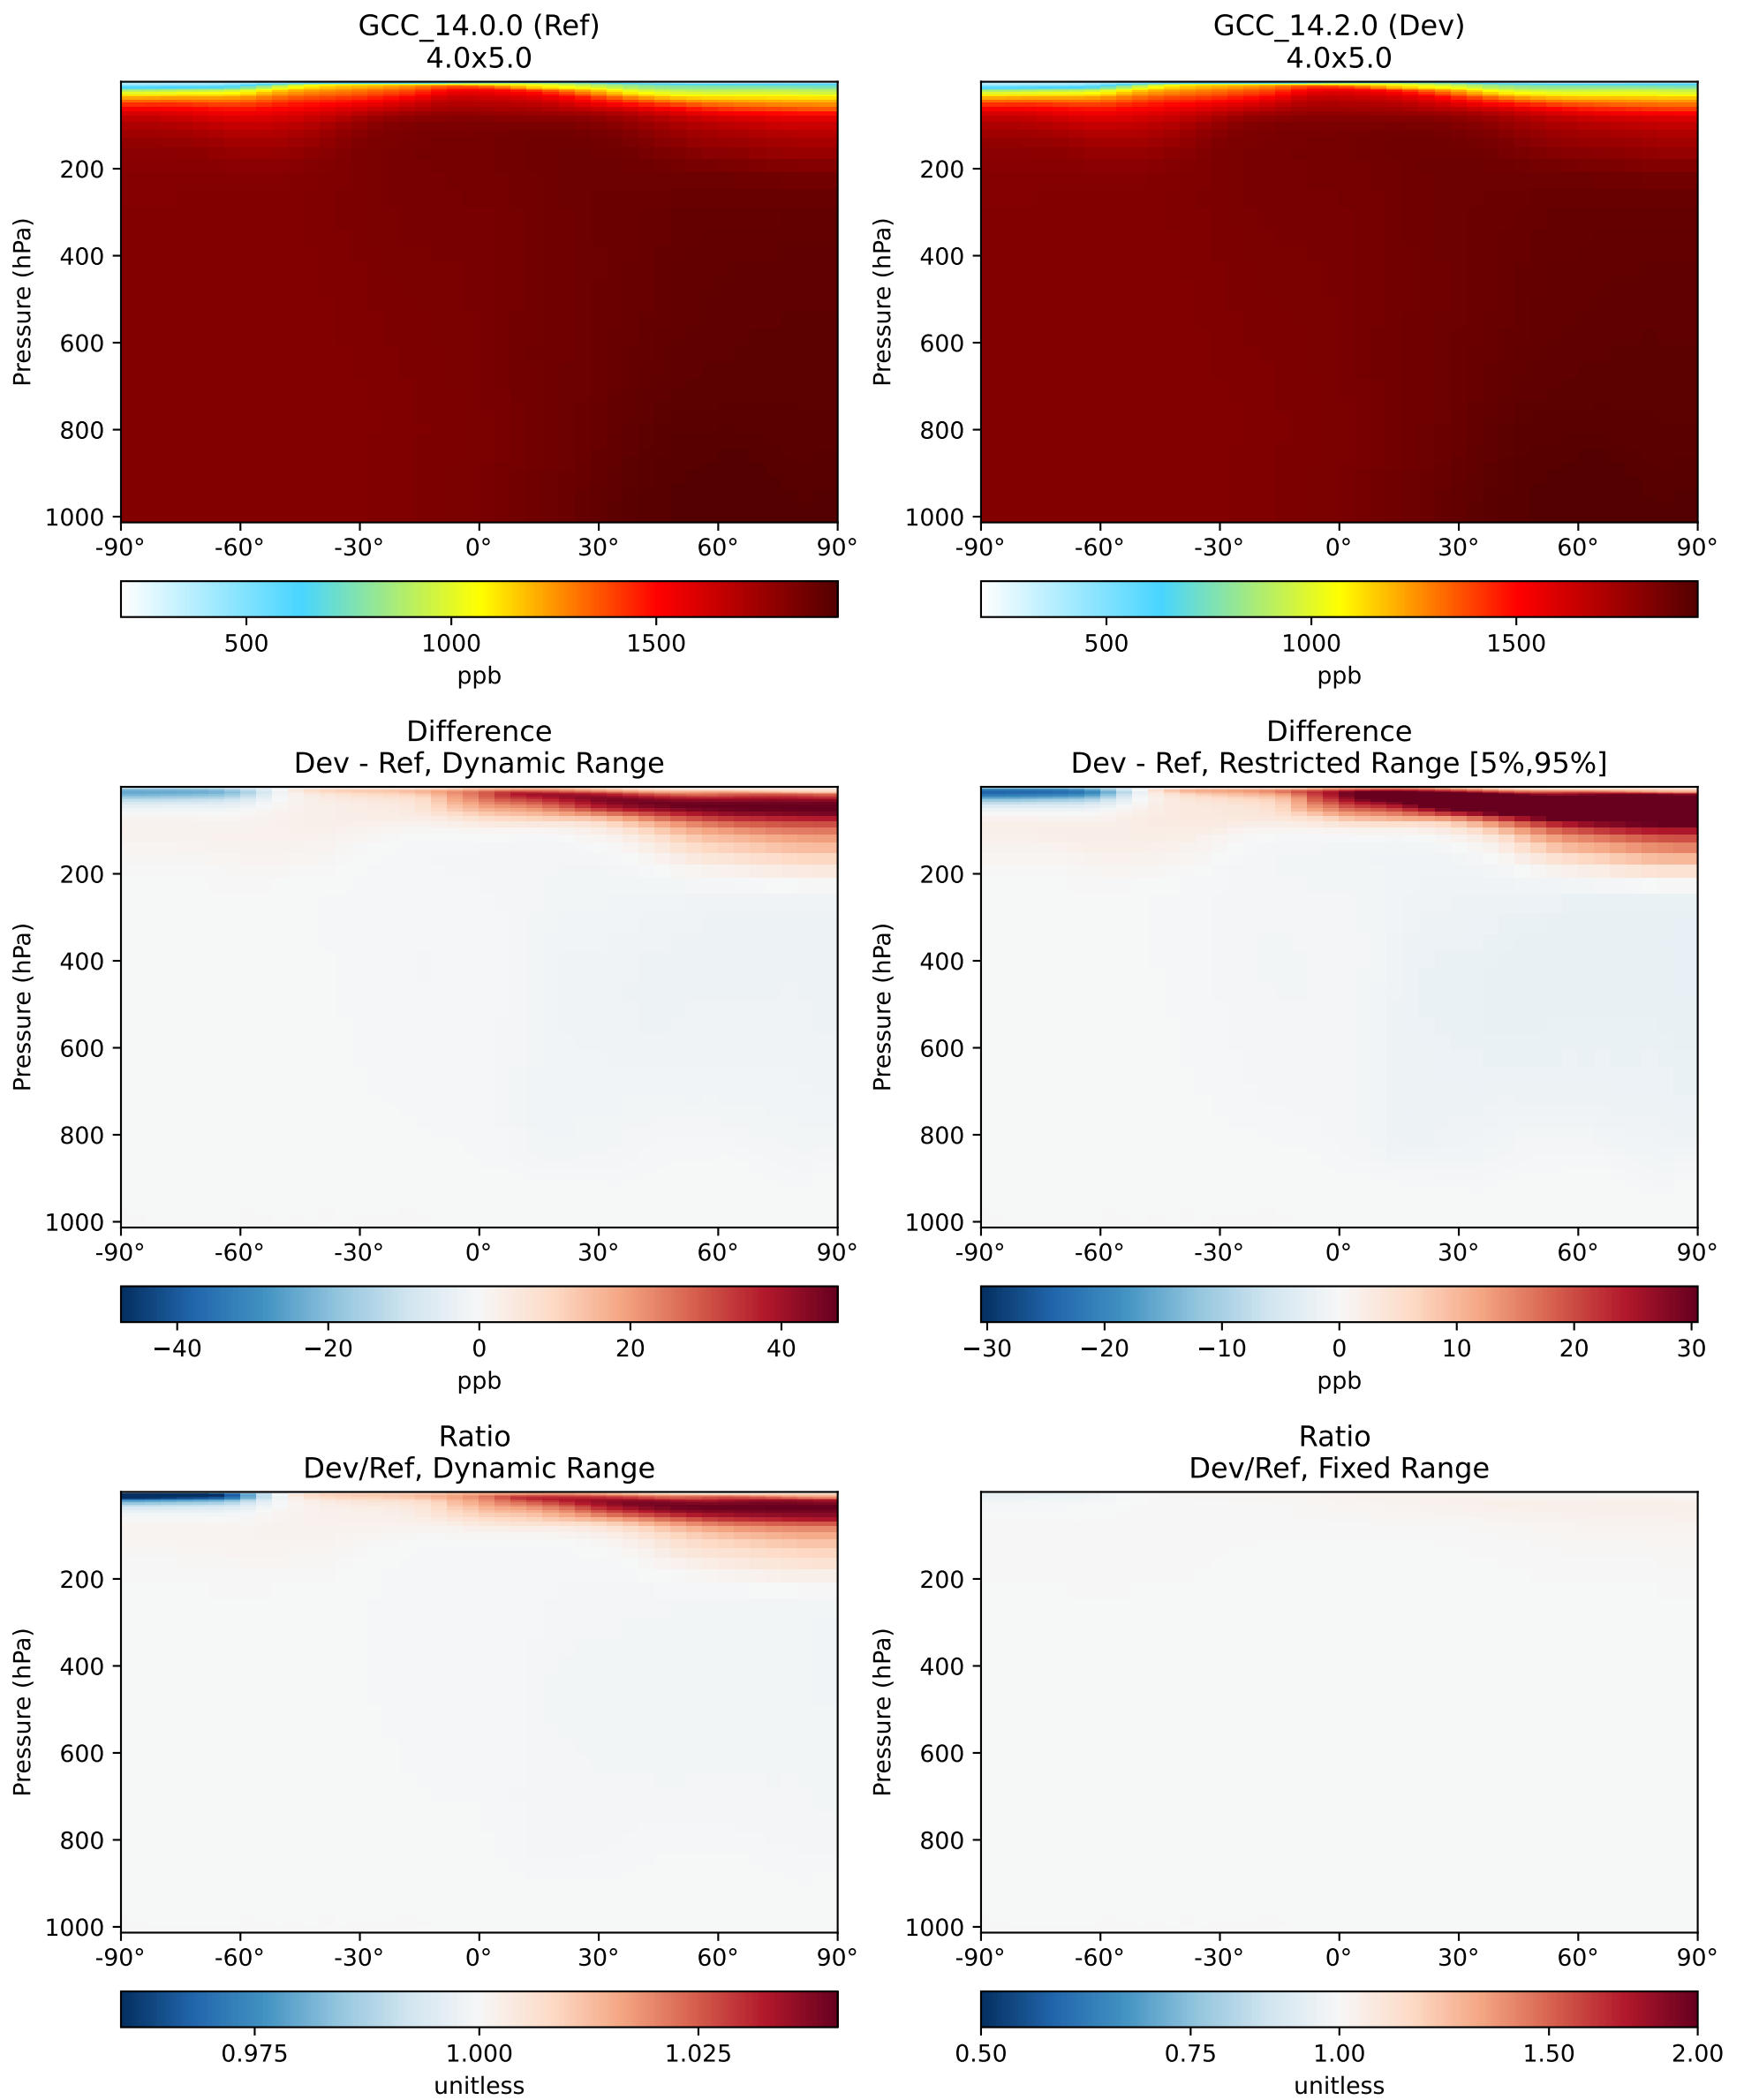 GCC_14.0.0 (Ref)
4.0x5.0
Pressure (hPa)
200
400
600
800
1000
-90° -60° -30° 0° 30° 60° 90°
500 1000 1500
ppb
GCC_14.2.0 (Dev)
4.0x5.0
Pressure (hPa)
200
400
600
800
1000
-90° -60° -30° 0° 30° 60° 90°
500 1000 1500
ppb
Difference
Dev - Ref, Dynamic Range
Pressure (hPa)
200
400
600
800
1000
-90° -60° -30° 0° 30° 60° 90°
−40 −20 0 20 40
ppb
Difference
Dev - Ref, Restricted Range [5%,95%]
Pressure (hPa)
200
400
600
800
1000
-90° -60° -30° 0° 30° 60° 90°
−30 −20 −10 0 10 20 30
ppb
Ratio
Dev/Ref, Dynamic Range
Pressure (hPa)
200
400
600
800
1000
-90° -60° -30° 0° 30° 60° 90°
0.975 1.000 1.025
unitless
Ratio
Dev/Ref, Fixed Range
Pressure (hPa)
200
400
600
800
1000
-90° -60° -30° 0° 30° 60° 90°
0.50 0.75 1.00 1.50 2.00
unitless